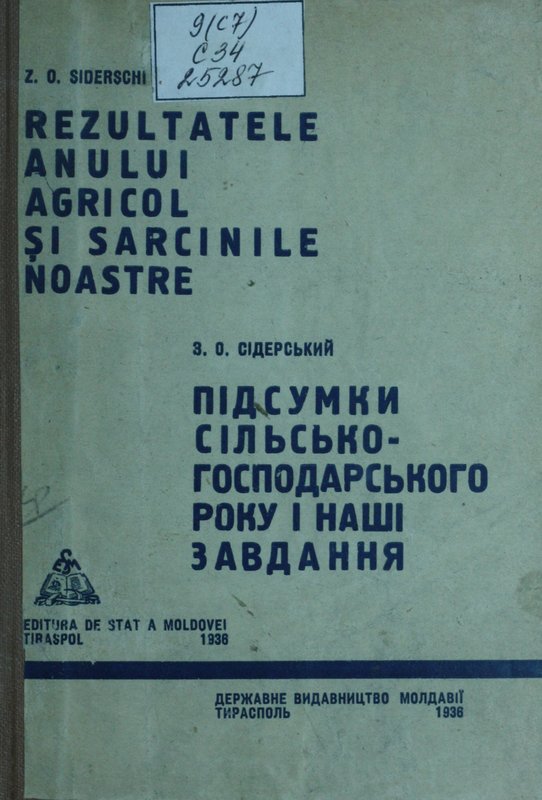 9(С7)
С34
25287
Z. O. SIDERSCHI
REZULTATELE
ANULUI
AGRICOL
ȘI SARCINILE
NOASTRE
З. О. СІДЕРСЬКИЙ
ПІДСУМКИ
СІЛЬСЬКО-
ГОСПОДАРСЬКОГО
РОКУ І НАШІ
ЗАВДАННЯ
EDITURA DE STAT A MOLDOVEI
TIRASPOL 1936
ДЕРЖАВНЕ ВИДАВНИЦТВО МОЛДАВІЇ
ТИРАСПОЛЬ 1936